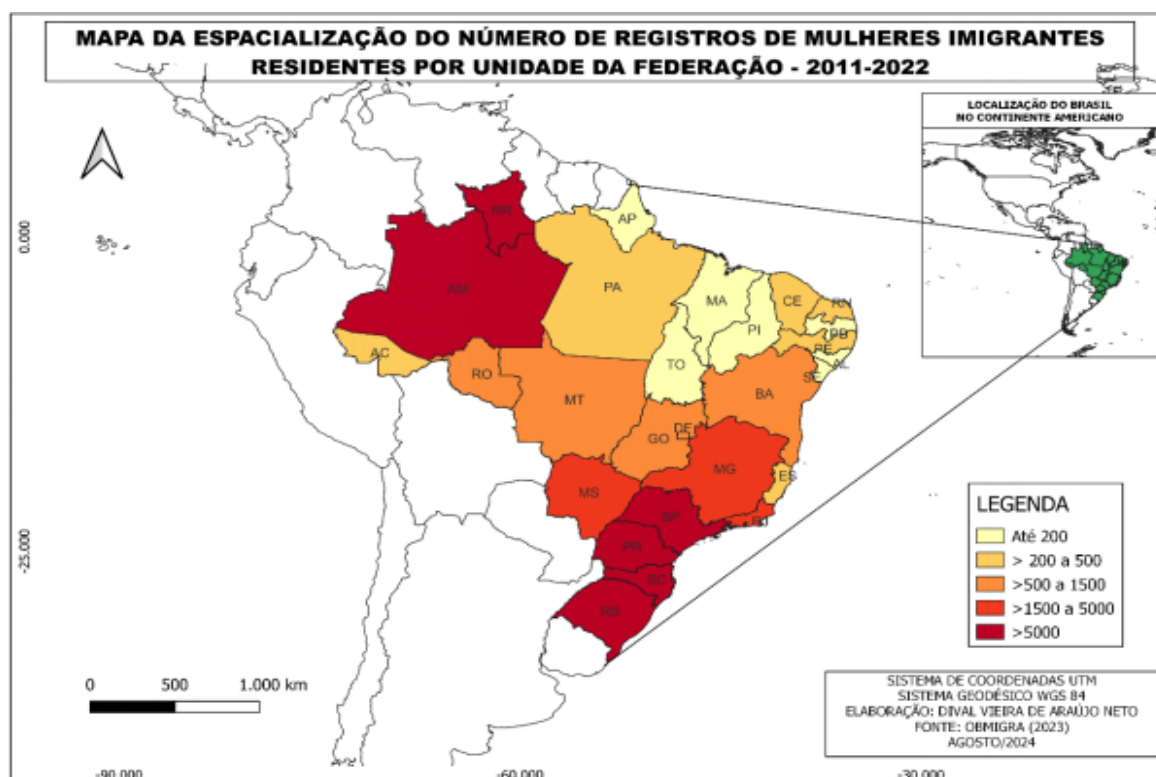 MAPA DA ESPACIALIZAÇÃO DO NÚMERO DE REGISTROS DE MULHERES IMIGRANTES
RESIDENTES POR UNIDADE DA FEDERAÇÃO - 2011-2022
LOCALIZAÇÃO DO BRASIL
NO CONTINENTE AMERICANO
0.000
-25.000
RR
AP
AM
PA
MA
CE
RN
PI
PB
PE
AC
TO
AL
SE
RO
BA
MT
DF
GO
MG
ES
MS
SP
RJ
PR
SC
RS
LEGENDA
Até 200
> 200 a 500
>500 a 1500
>1500 a 5000
>5000
0 500 1.000 km
SISTEMA DE COORDENADAS UTM
SISTEMA GEODÉSICO WGS 84
ELABORAÇÃO: DIVAL VIEIRA DE ARAÚJO NETO
FONTE: OBMIGRA (2023)
AGOSTO/2024
-90.000 -60.000 -30.000